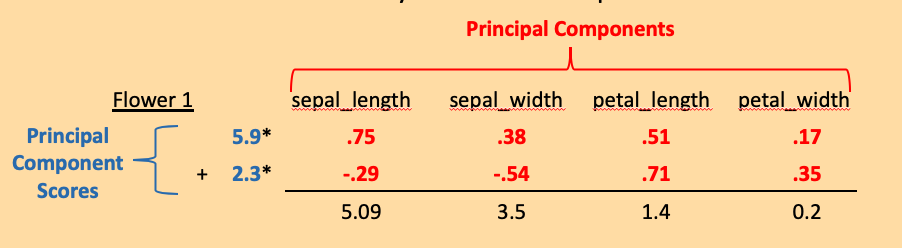 Principal Components
Flower 1 sepal_length sepal_width petal_length petal_width
Principal Component Scores
5.9* .75 .38 .51 .17
+ 2.3* -.29 -.54 .71 .35
5.09 3.5 1.4 0.2